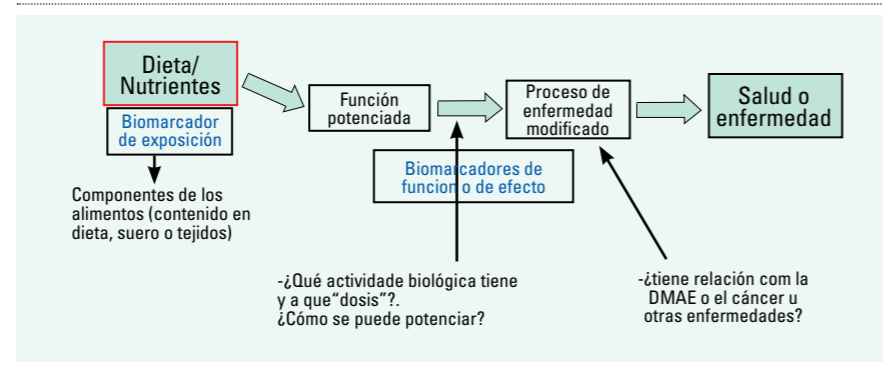 Dieta/
Nutrientes
Biomarcador
de exposición
Componentes de los
alimentos (contenido en
dieta, suero o tejidos)
Función
potenciada
Proceso de
enfermedad
modificado
Salud o
enfermedad
Biomarcadores de
funcion o de efecto
-¿Qué actividade biológica tiene
y a que“dosis”?.
¿Cómo se puede potenciar?
-¿tiene relación com la
DMAE o el cáncer u
otras enfermedades?